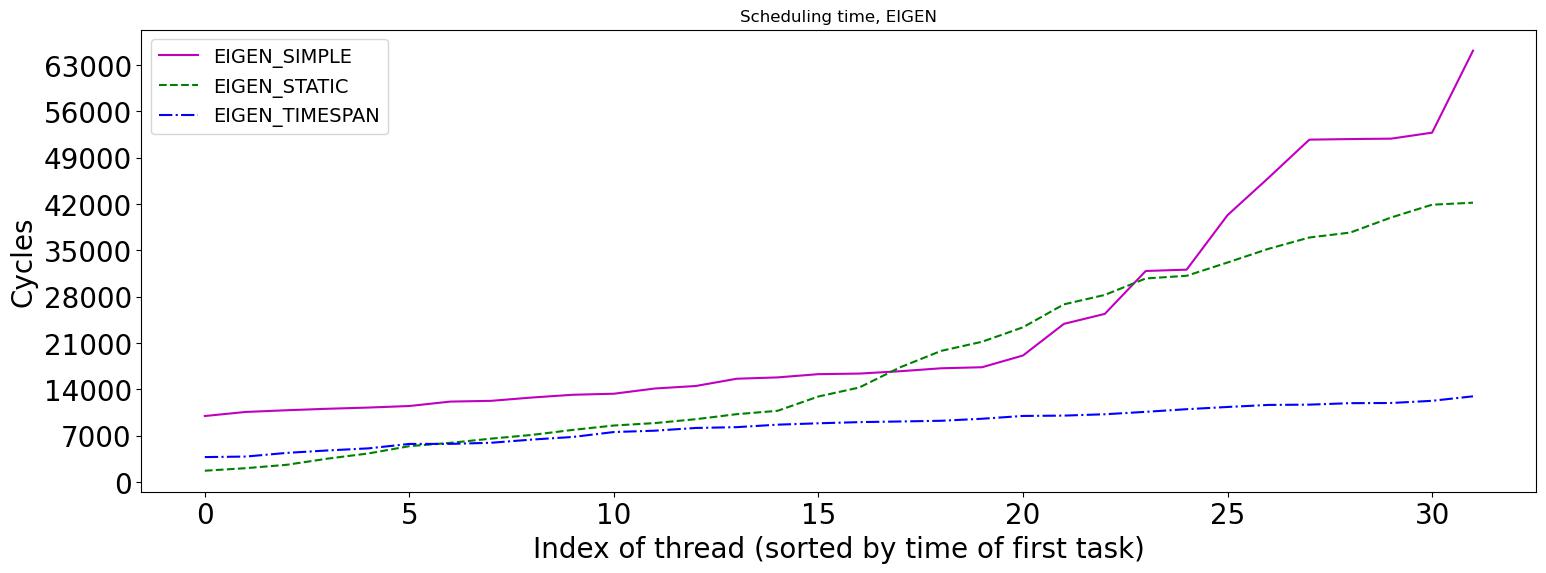 Scheduling time, EIGEN
EIGEN_SIMPLE
EIGEN_STATIC
EIGEN_TIMESPAN
Cycles
63000
56000
49000
42000
35000
28000
21000
14000
7000
0
0 5 10 15 20 25 30
Index of thread (sorted by time of first task)